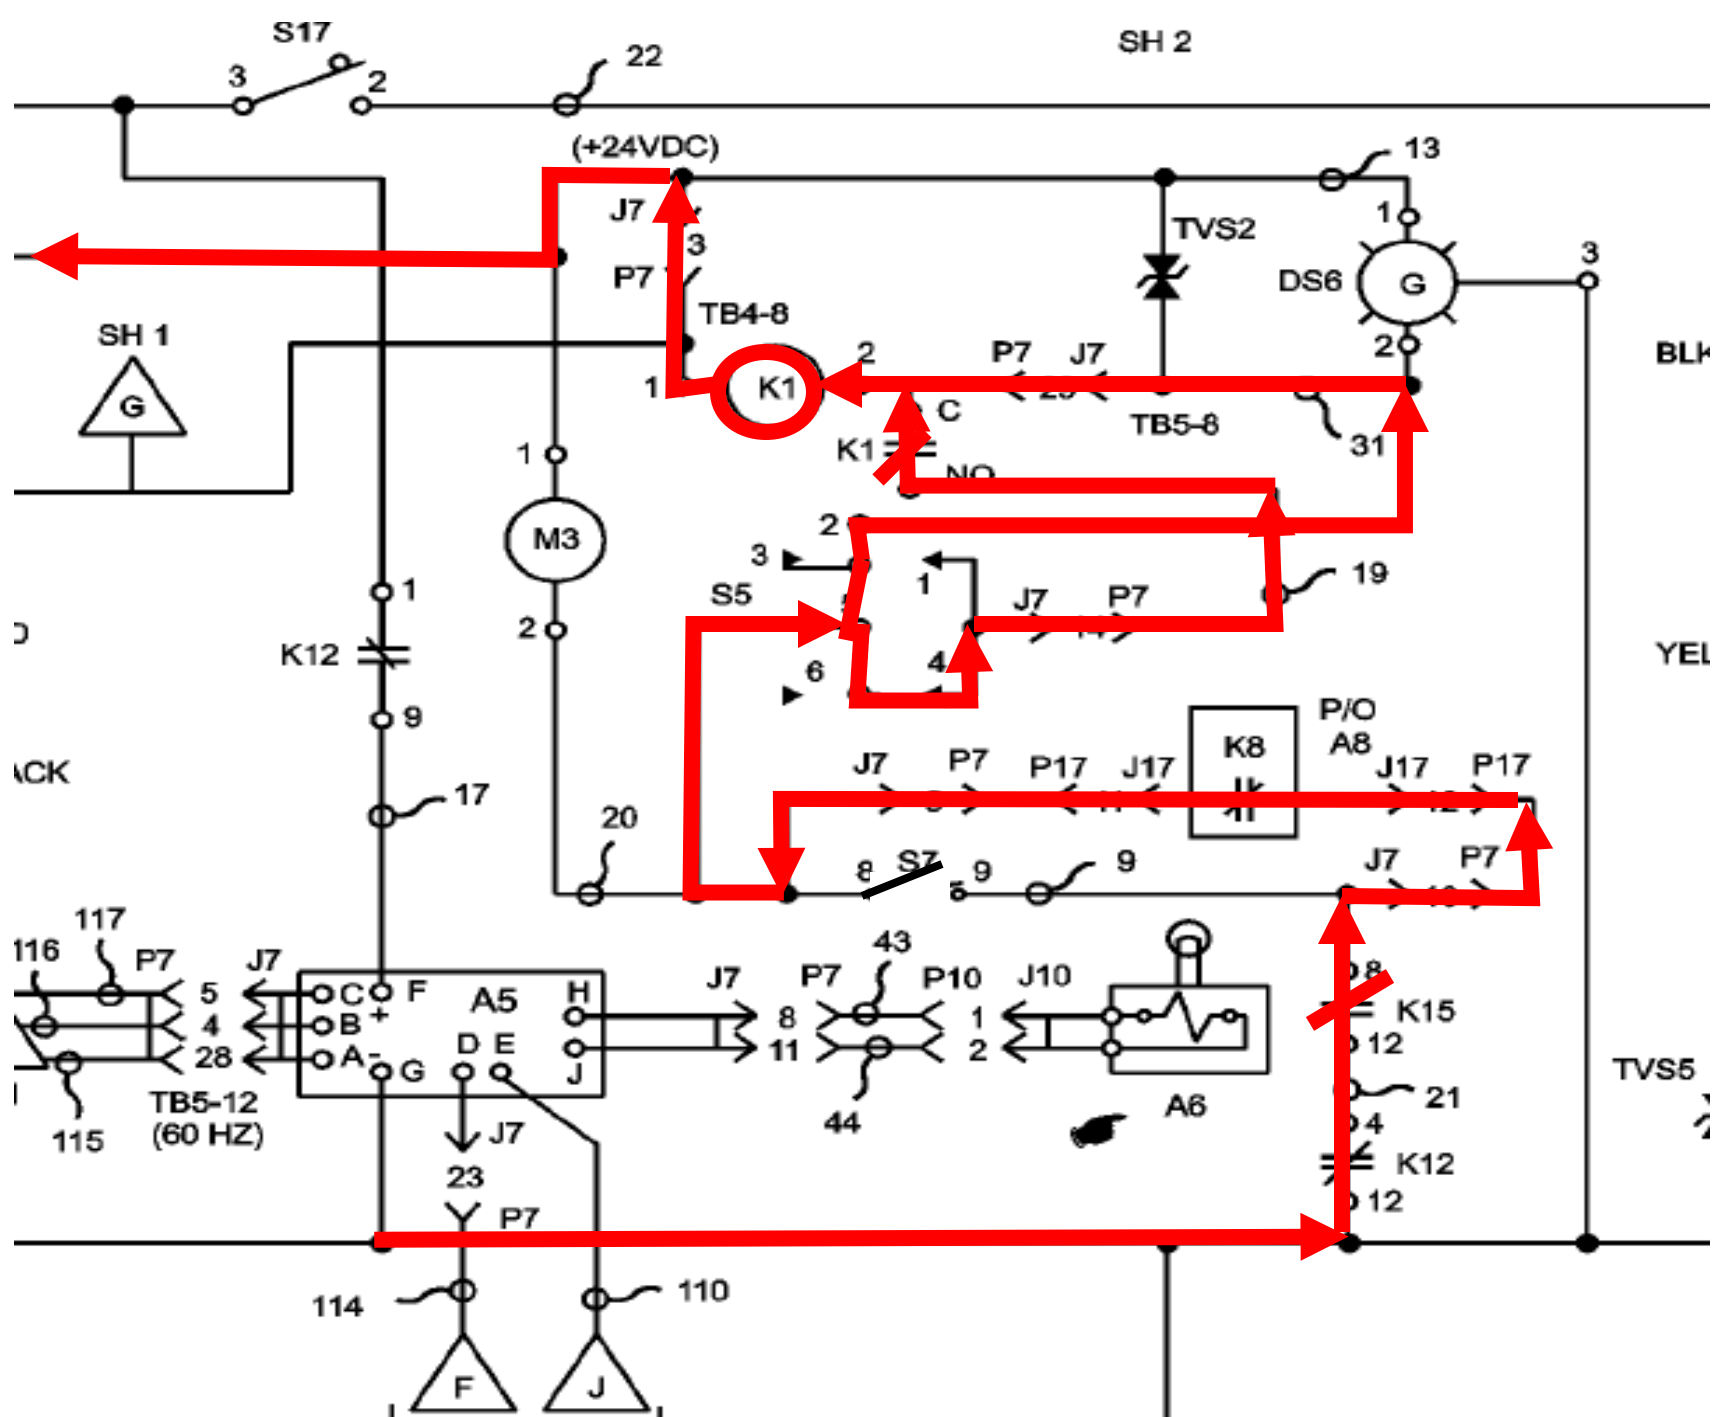 S17
SH 2
3
2
22
(+24VDC)
13
J7
3
1
TVS2
3
P7
DS6
G
TB4-8
SH 1
2
P7
J7
2
BLK
G
1
K1
C
TB5-8
31
1
K1
NO
M3
2
3
1
19
1
S5
J7
P7
2
K12
6
4
YEL
9
P/O
A8
K8
ACK
J7
P7
P17
J17
J17
P17
17
20
8
S7
9
9
J7
P7
117
116
P7
J7
43
5
C
F
A5
H
J7
P7
P10
J10
8
K15
4
B
+
8
1
28
A
-
G
D
E
J
11
2
12
TVS5
TB5-12
(60 HZ)
115
J7
44
A6
21
4
23
K12
P7
12
114
110
F
J